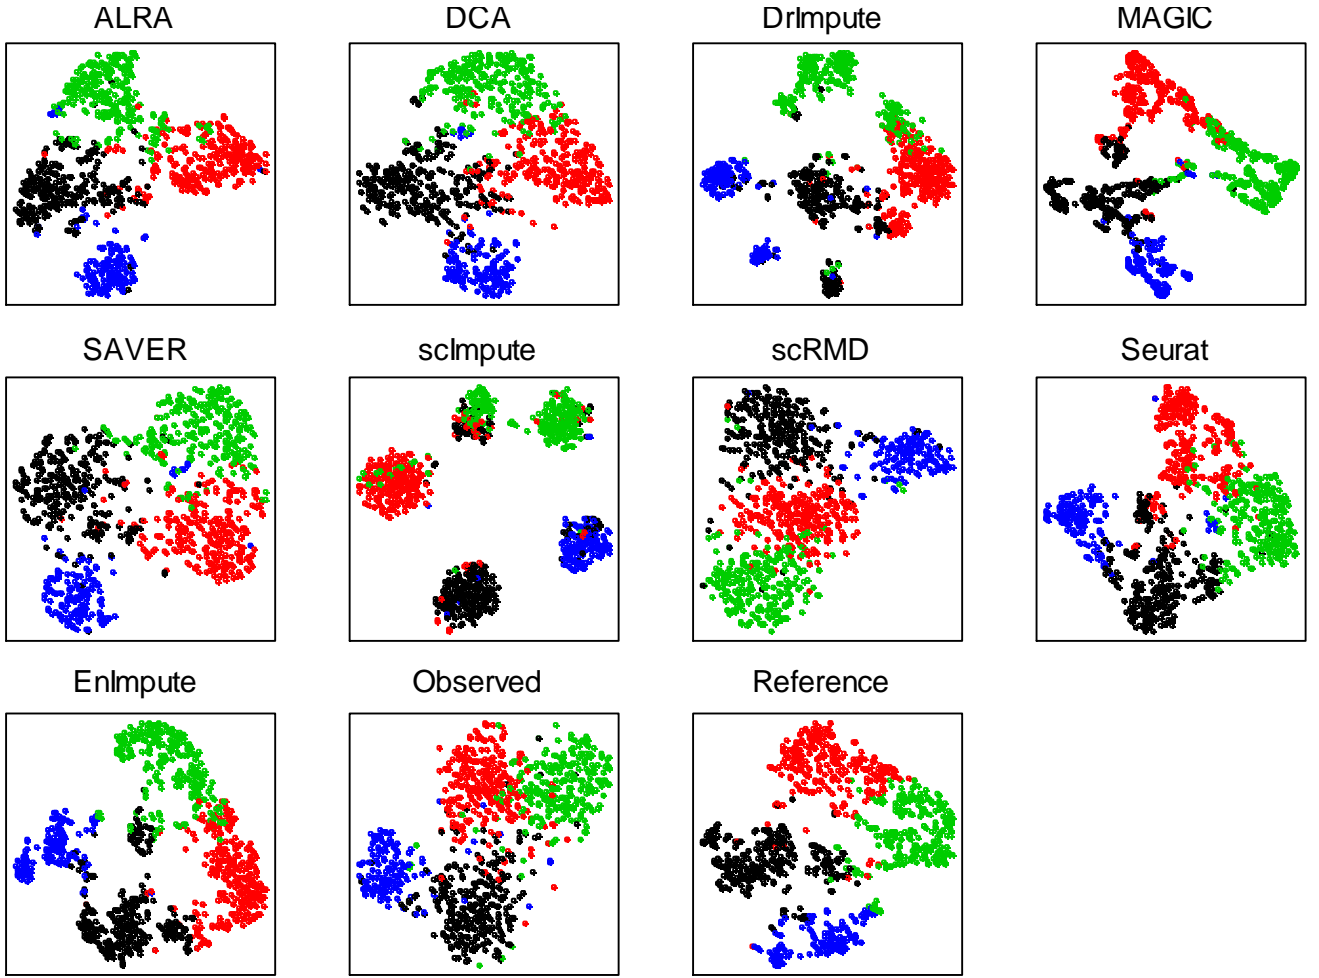 ALRA DCA DrImpute MAGIC
SAVER scImpute scRMD Seurat
EnImpute Observed Reference